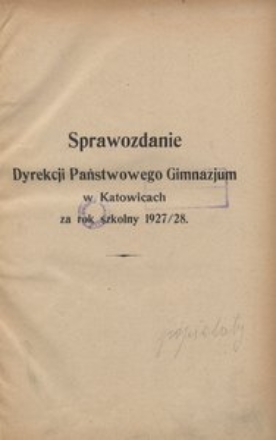 Sprawozdanie
Dyrekcji Państwowego Gimnazjum
w Katowicach
za rok szkolny 1927/28.